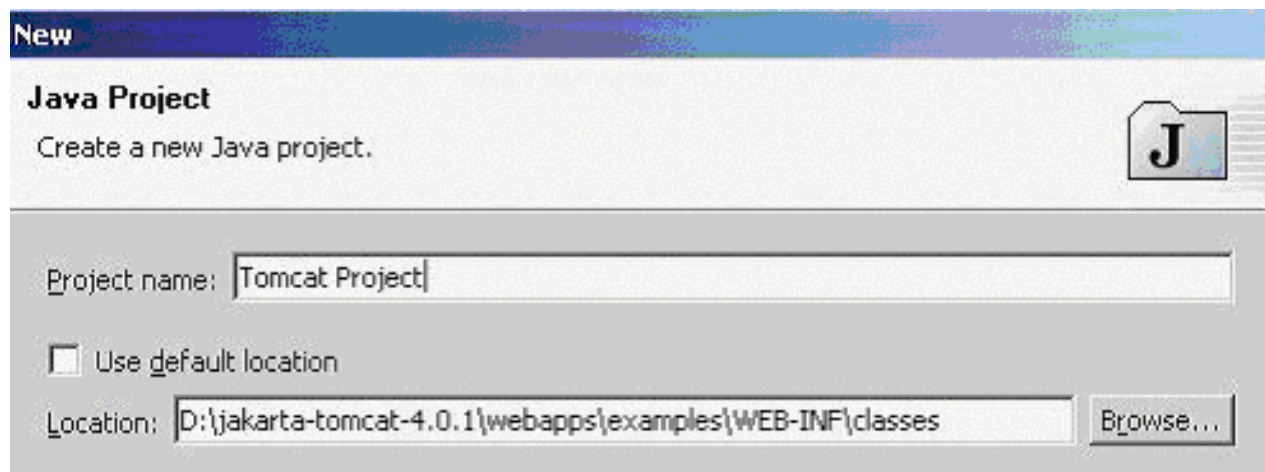 New
Java Project
Create a new Java project.
J
Project name: Tomcat Project
Use default location
Location: D:\jakarta-tomcat-4.0.1\webapps\examples\WEB-INF\classes Browse...